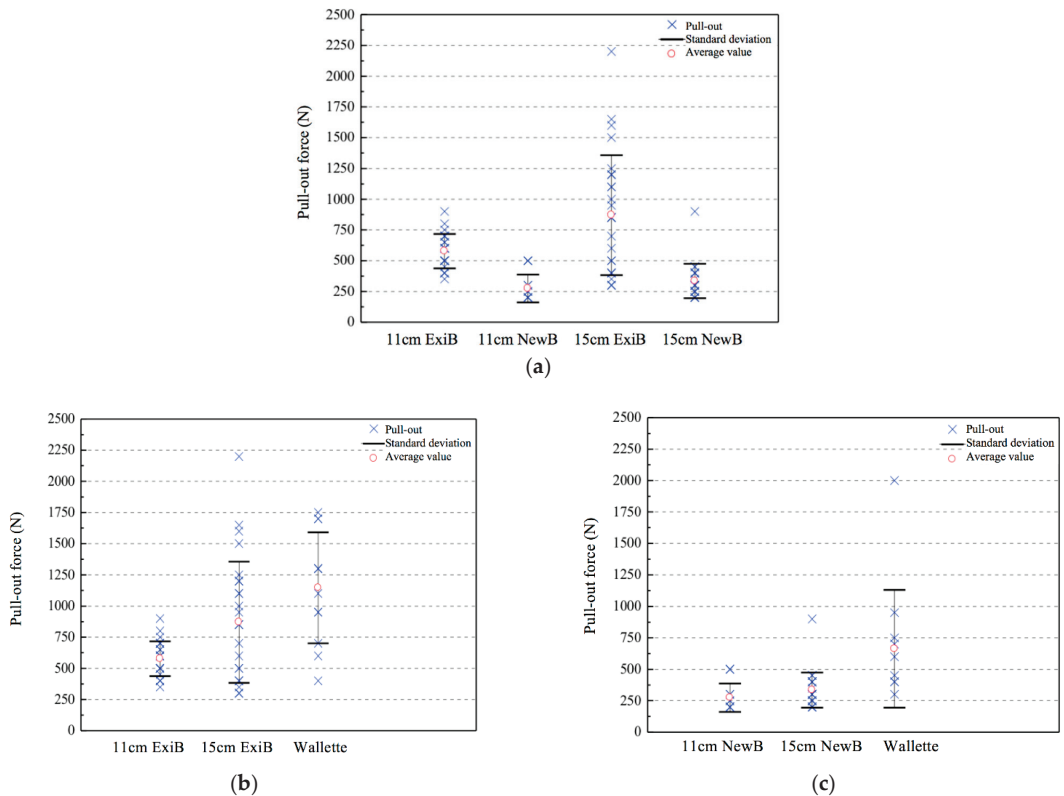 Pull-out force (N)
2500
2250
2000
1750
1500
1250
1000
750
500
250
0
Pull-out
Standard deviation
Average value
11cm ExiB
11cm NewB
15cm ExiB
15cm NewB
(a)
Pull-out force (N)
2500
2250
2000
1750
1500
1250
1000
750
500
250
0
Pull-out
Standard deviation
Average value
11cm ExiB
15cm ExiB
Wallette
(b)
Pull-out force (N)
2500
2250
2000
1750
1500
1250
1000
750
500
250
0
Pull-out
Standard deviation
Average value
11cm NewB
15cm NewB
Wallette
(c)